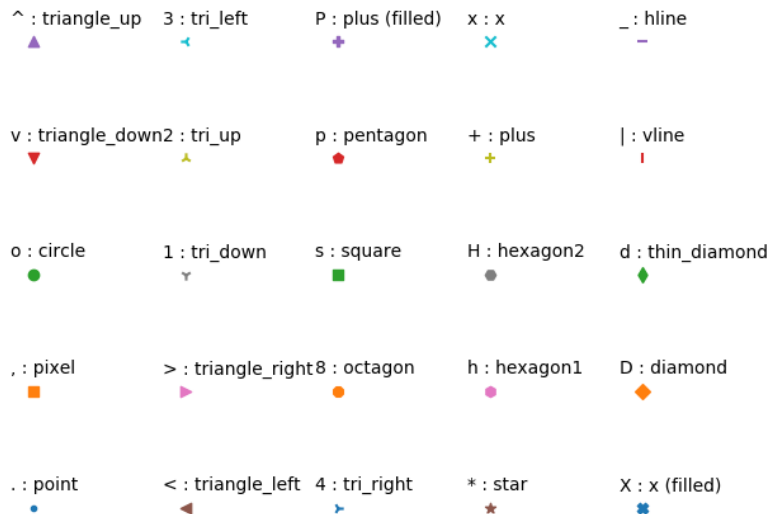 ^ : triangle_up 3 : tri_left P : plus (filled) x : x _ : hline
v : triangle_down 2 : tri_up p : pentagon + : plus | : vline
o : circle 1 : tri_down s : square H : hexagon2 d : thin_diamond
, : pixel > : triangle_right 8 : octagon h : hexagon1 D : diamond
. : point < : triangle_left 4 : tri_right * : star X : x (filled)